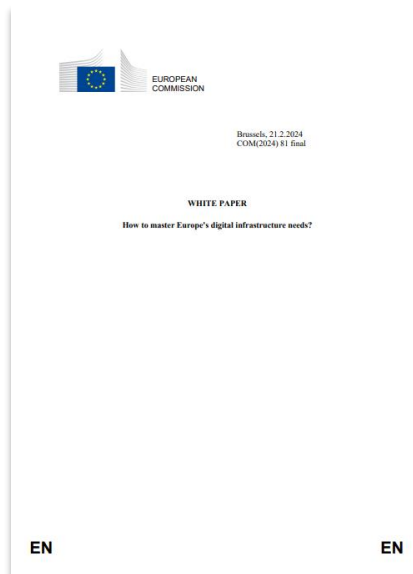 EUROPEAN
COMMISSION
Brussels, 21.2.2024
COM(2024) 81 final
WHITE PAPER
How to master Europe's digital infrastructure needs?
EN
EN